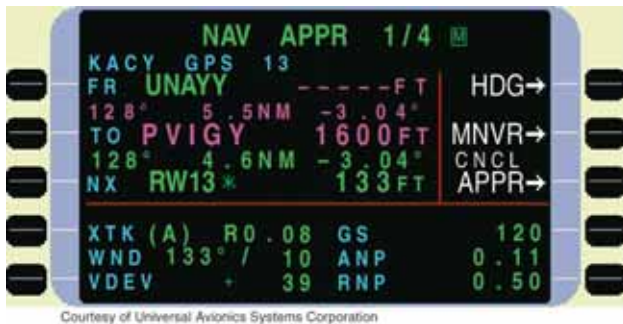 NAV APPR 1/4 M
KACY GPS 13
FR UNAYY -----FT HDG→
128° 5.5NM -3.04°
TO PVIGY 1600FT MNVR→
128° 4.6NM -3.04° CNCL
NX RW13* 133FT APPR→
XTK (A) R0.08 GS 120
WND 133°/ 10 ANP 0.11
VDEV + 39 RNP 0.50
Courtesy of Universal Avionics Systems Corporation